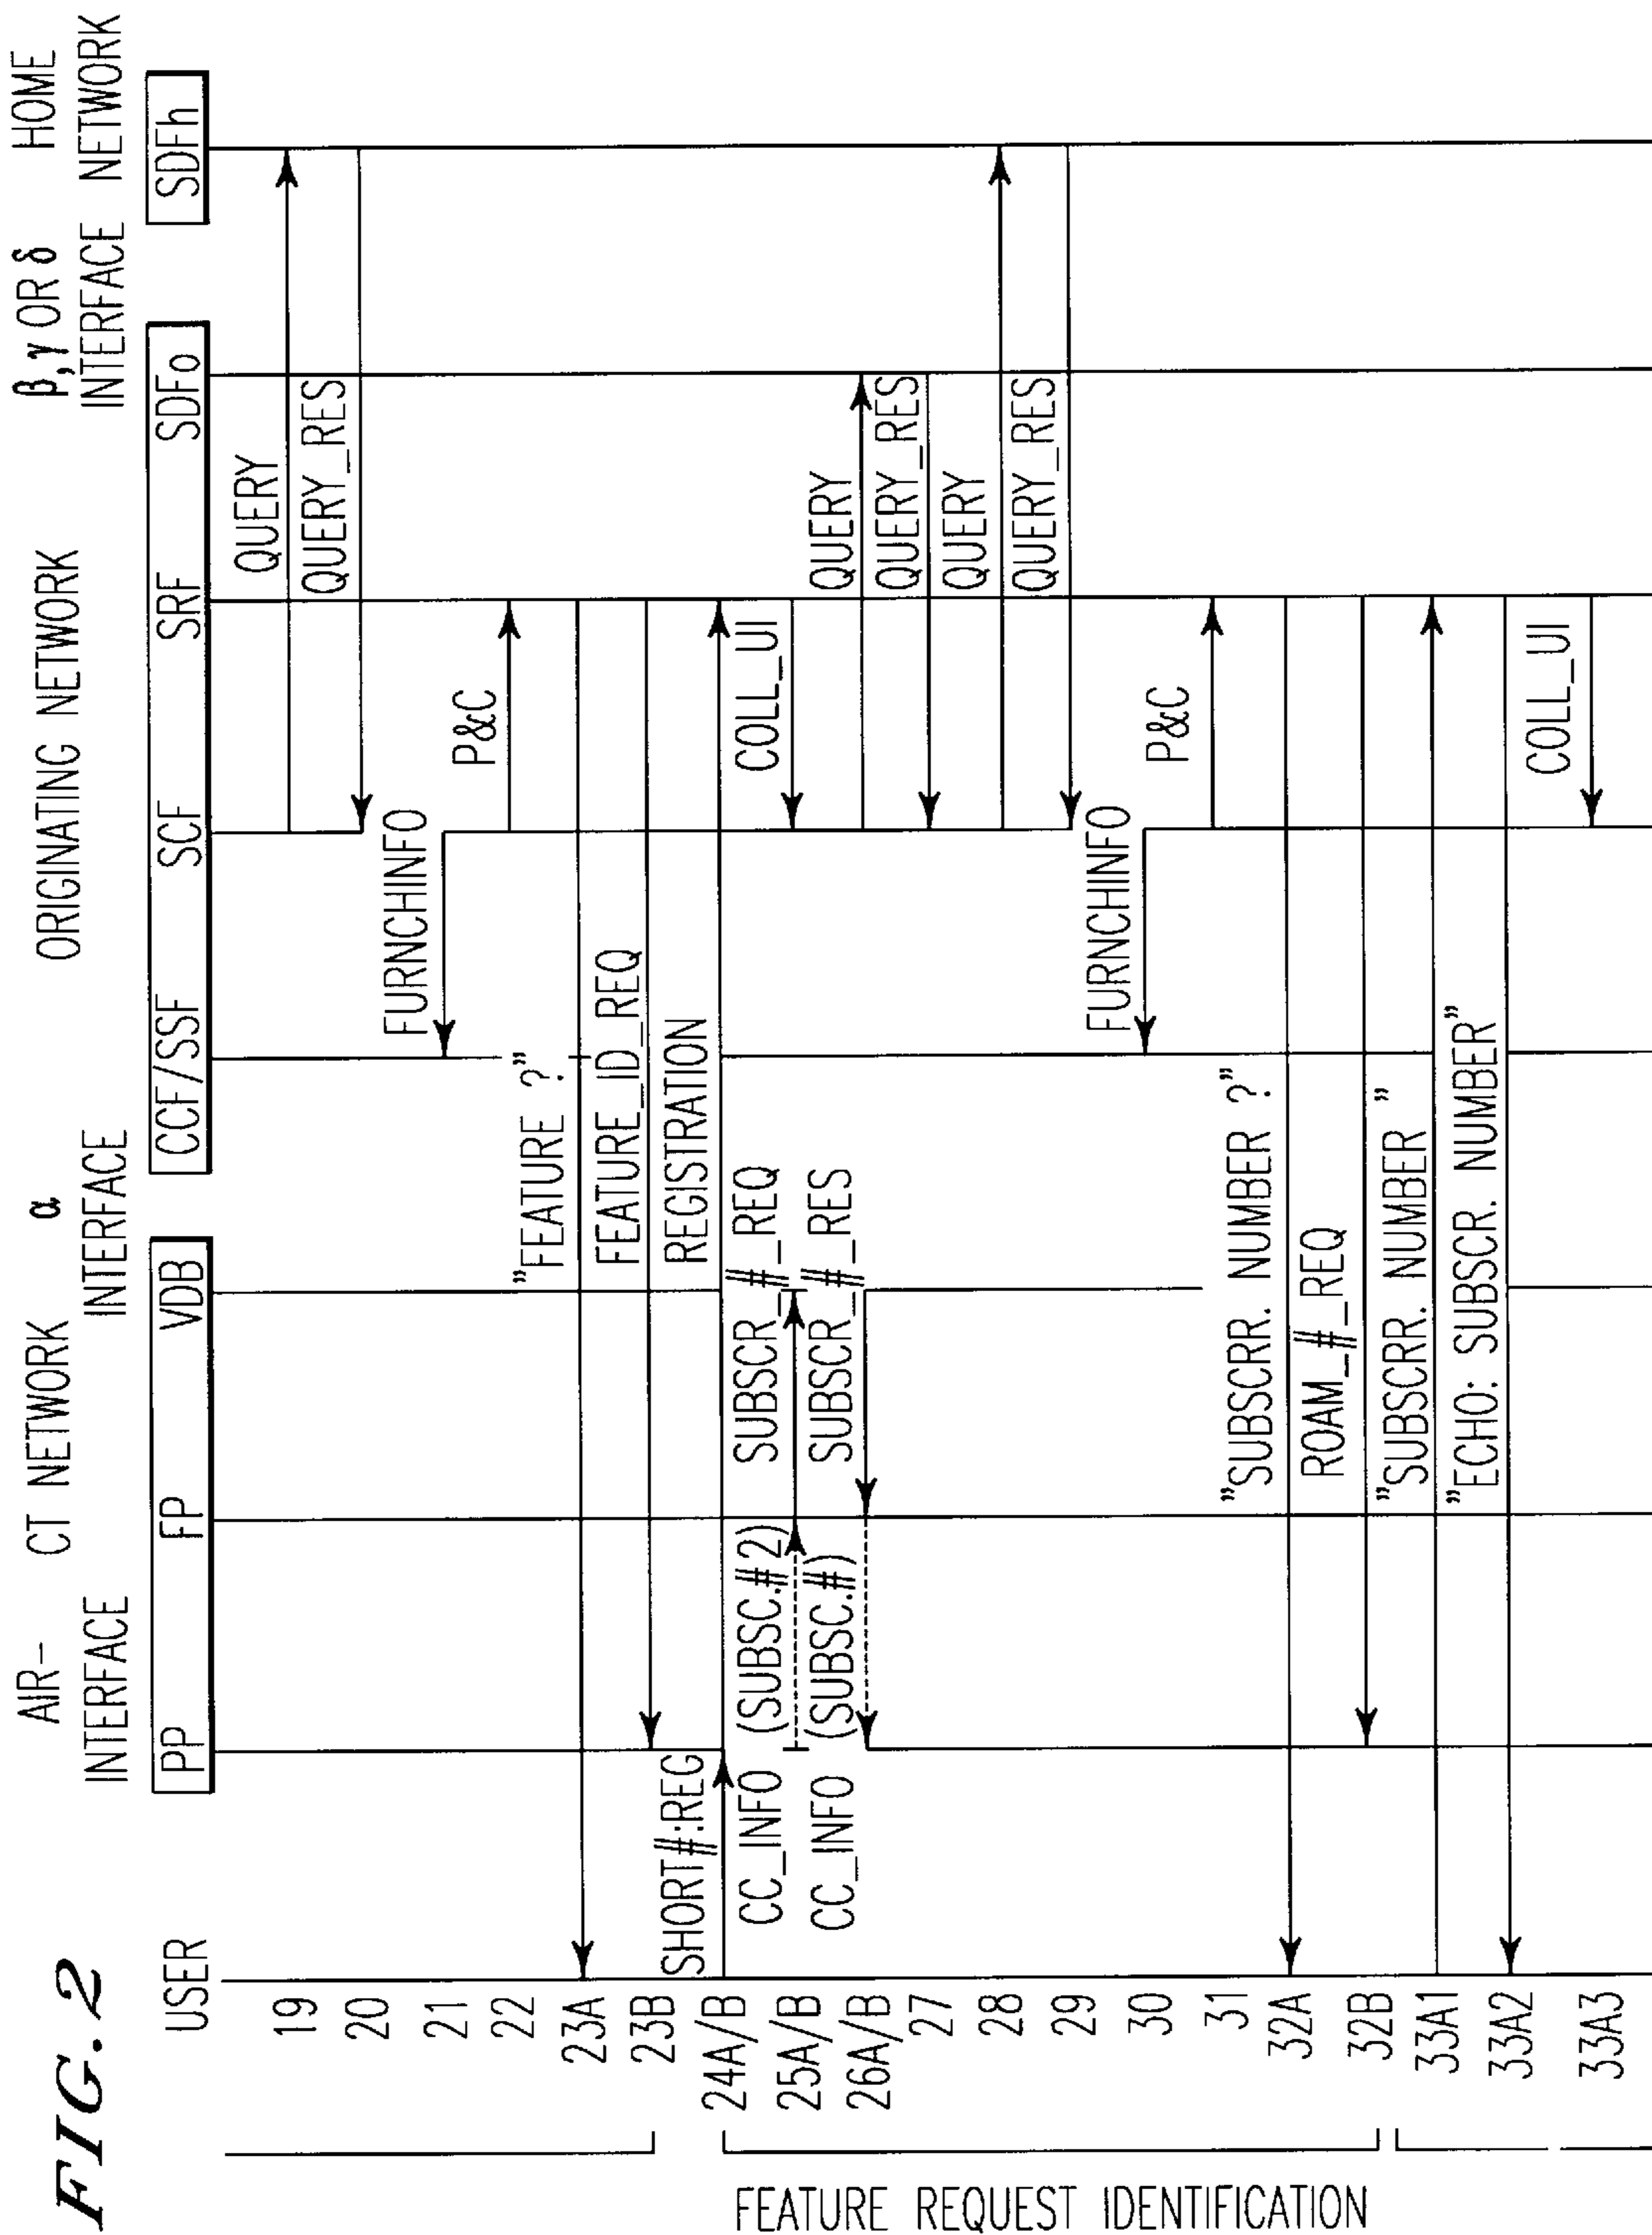 FIG. 2
AIR-
INTERFACE
CT NETWORK
α
INTERFACE
ORIGINATING NETWORK
β, γ OR δ
INTERFACE
HOME
NETWORK
USER
PP
FP
VDB
CCF/SSF
SCF
SRF
SDFo
SDFh
19
QUERY
20
QUERY_RES
21
FURNCHINFO
22
P&C
23A
"FEATURE ?"
23B
FEATURE_ID_REQ
24A/B
SHORT#:REG
REGISTRATION
25A/B
CC_INFO (SUBSC.#2)
SUBSCR_#_REQ
COLL_UI
26A/B
CC_INFO (SUBSC.#)
SUBSCR_#_RES
QUERY
27
QUERY_RES
28
QUERY
29
QUERY_RES
30
FURNCHINFO
31
P&C
32A
"SUBSCRR. NUMBER ?"
32B
ROAM_#_REQ
33A1
"SUBSCRR. NUMBER "
33A2
"ECHO: SUBSCR. NUMBER"
33A3
COLL_UI
FEATURE REQUEST IDENTIFICATION